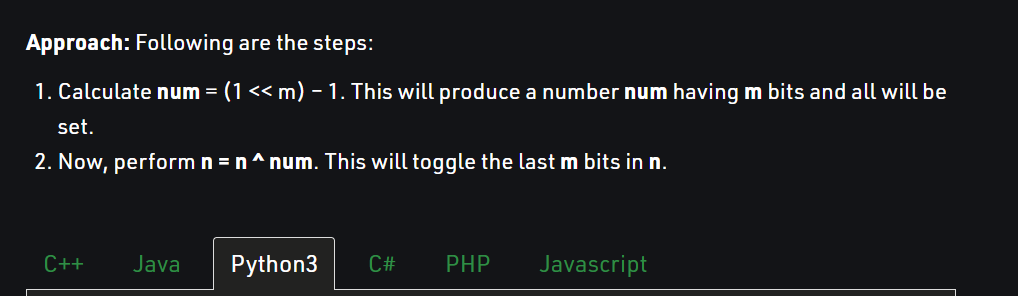 Approach: Following are the steps:
1. Calculate num = (1 << m) – 1. This will produce a number num having m bits and all will be
set.
2. Now, perform n = n ^ num. This will toggle the last m bits in n.
C++ Java Python3 C# PHP Javascript